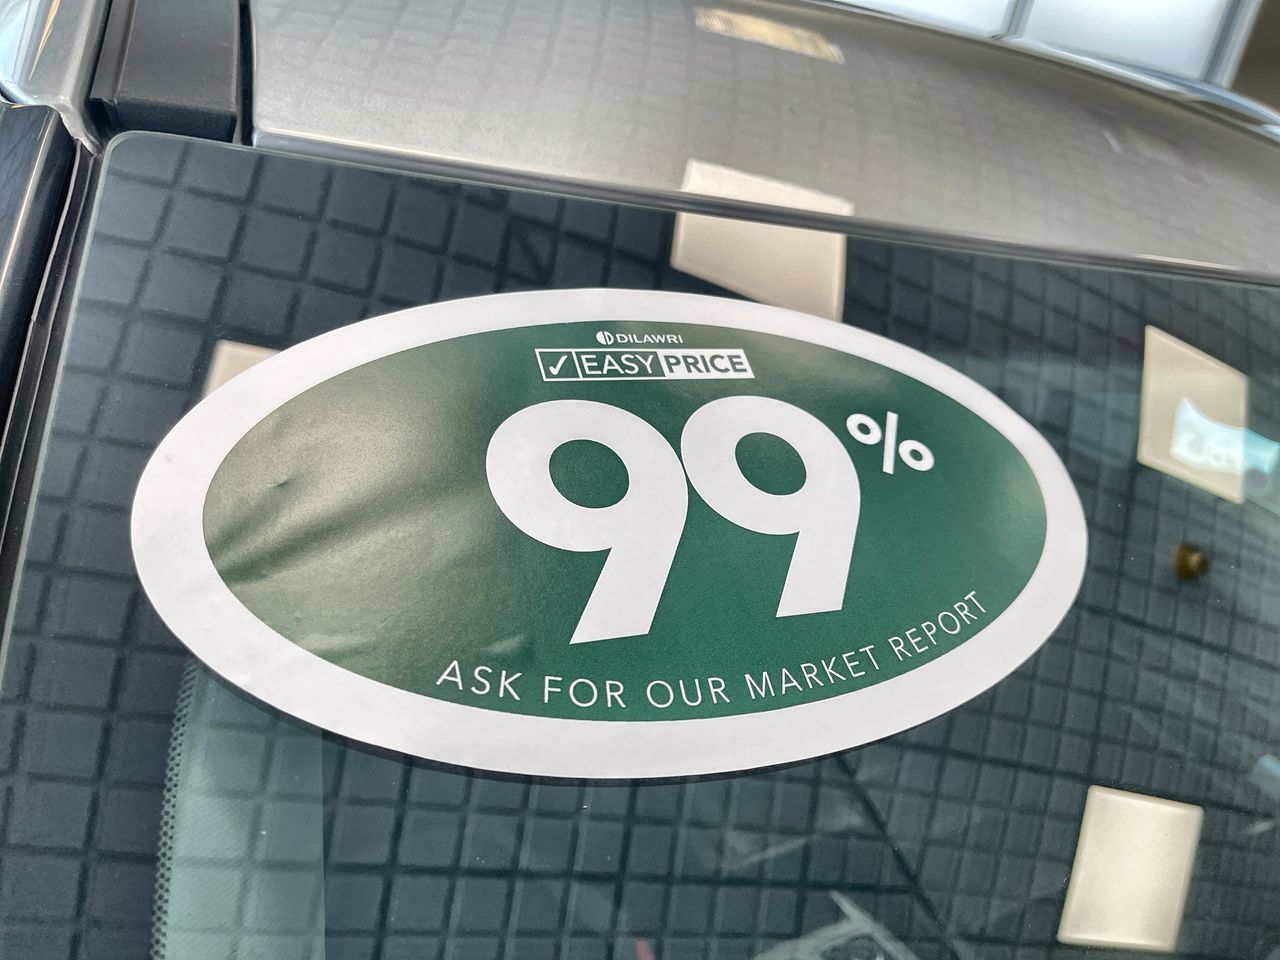 DILAWRI
✓ EASY PRICE
99%
ASK FOR OUR MARKET REPORT